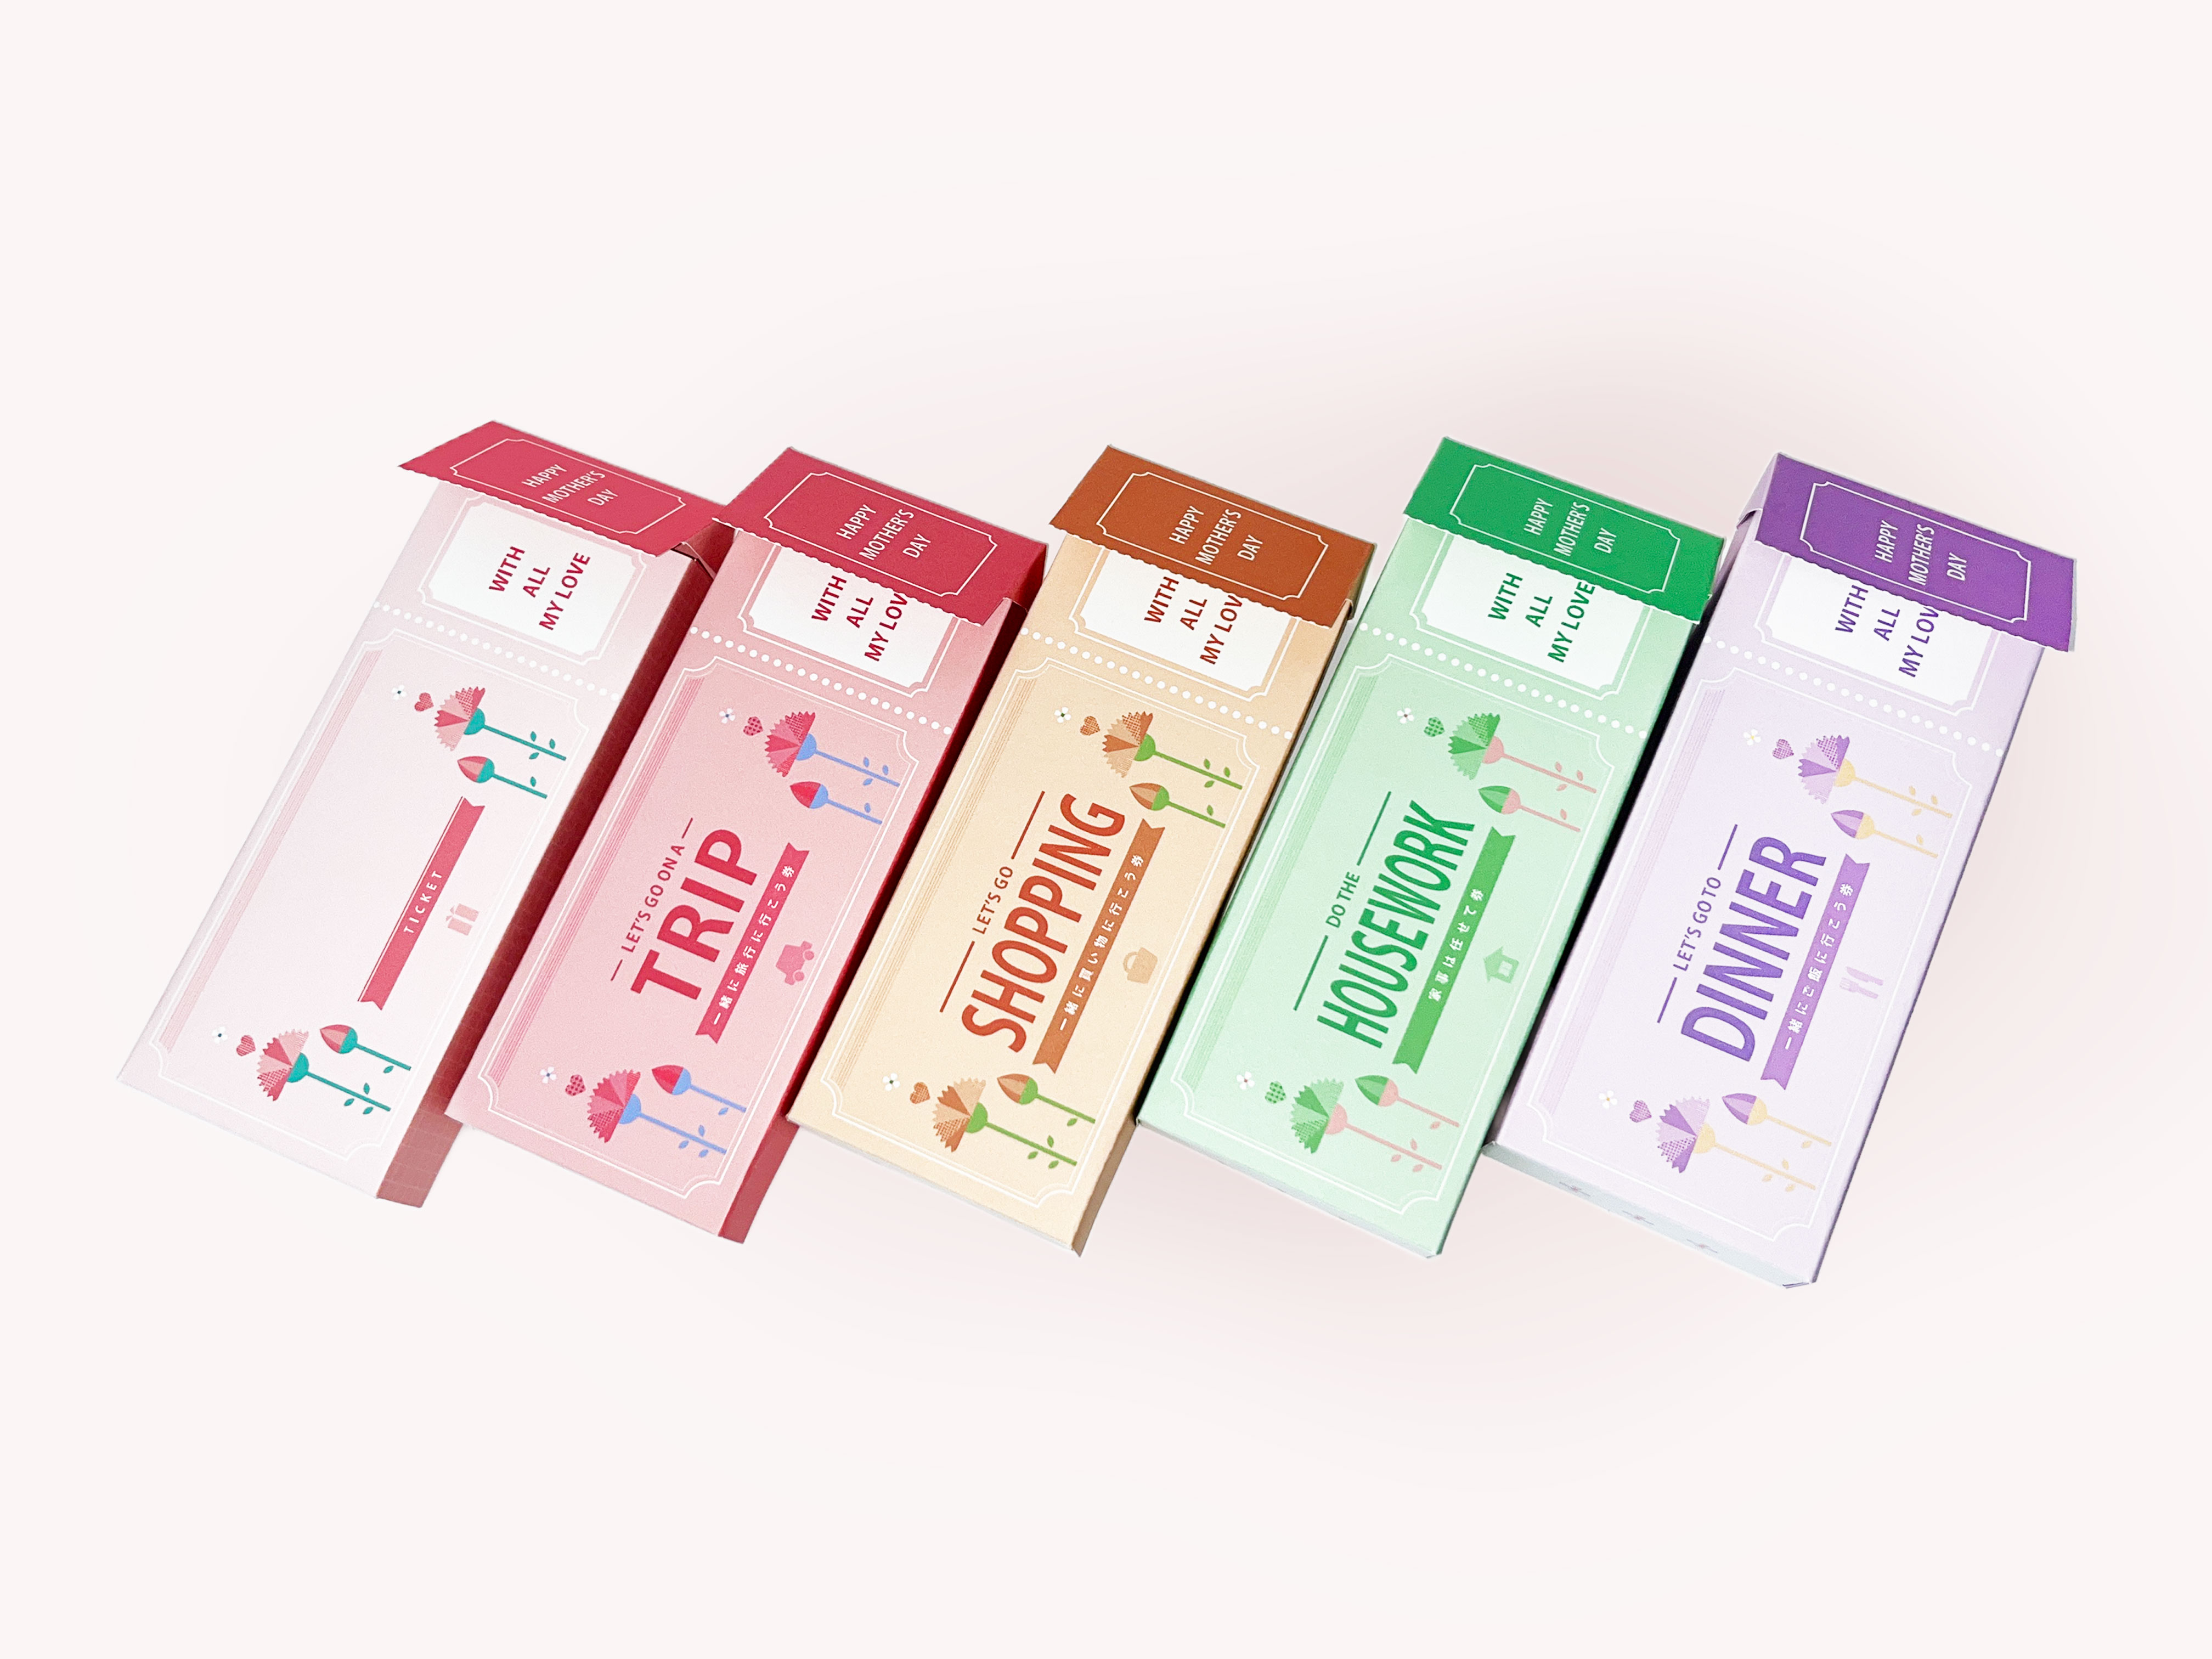 HAPPY
MOTHER'S
DAY
WITH
ALL
MY LOVE
TICKET
HAPPY
MOTHER'S
DAY
WITH
ALL
MY LOV
LET'S GO ON A
TRIP
一緒に旅行に行こう券
HAPPY
MOTHER'S
DAY
WITH
ALL
MY LOV
LET'S GO
SHOPPING
一緒に買い物に行こう券
HAPPY
MOTHER'S
DAY
WITH
ALL
MY LOVE
DO THE
HOUSEWORK
家事は任せて券
HAPPY
MOTHER'S
DAY
WITH
ALL
MY LOV
LET'S GO TO
DINNER
一緒にご飯に行こう券